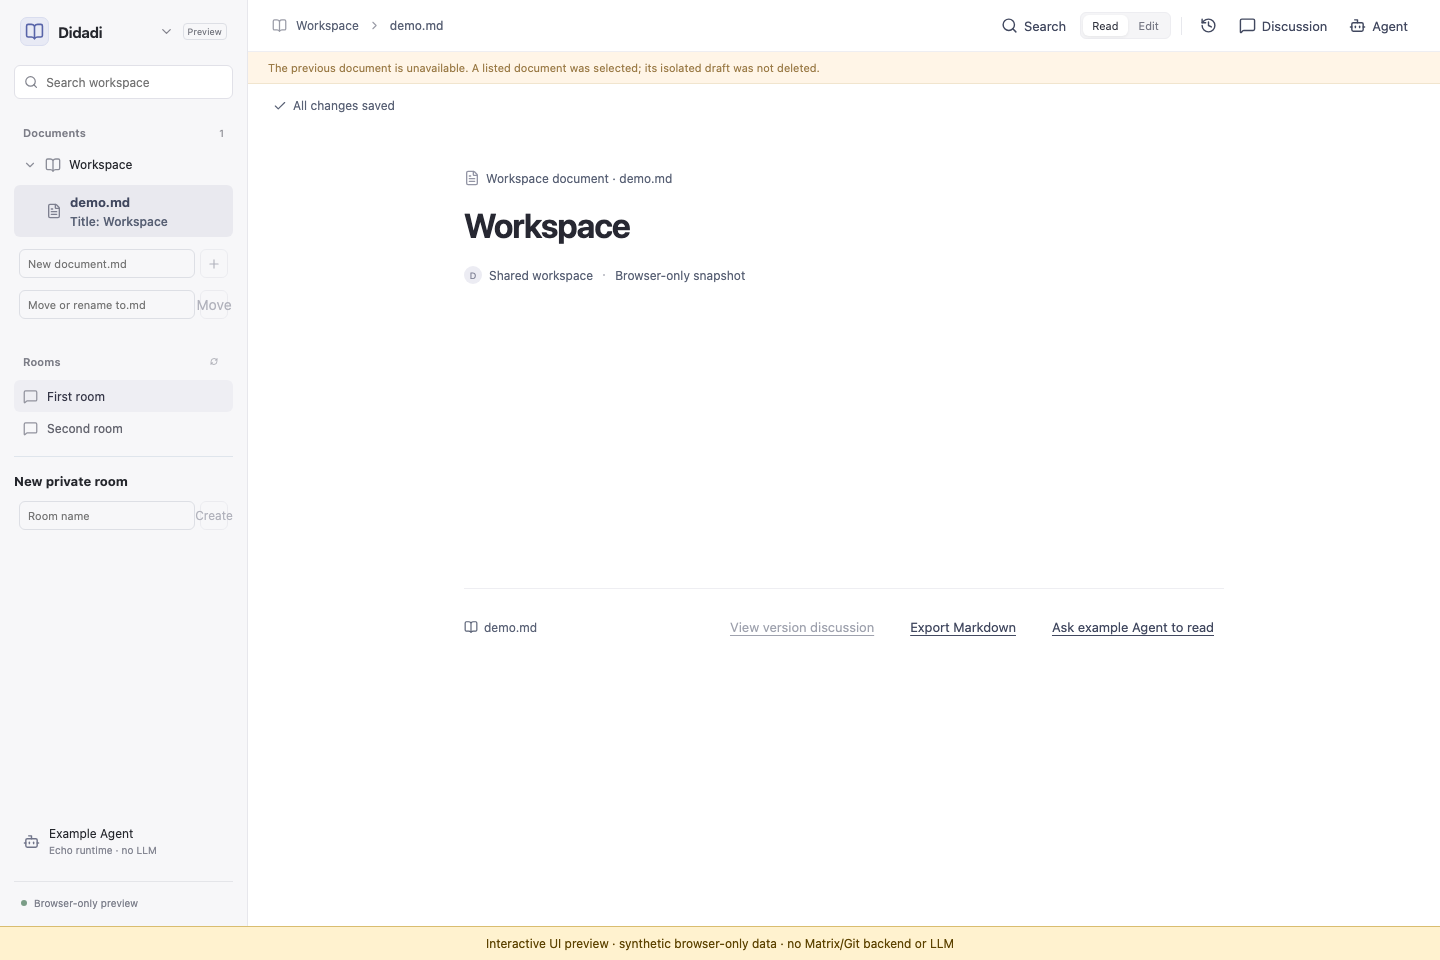 Didadi
Preview
Search workspace
Documents 1
Workspace
demo.md
Title: Workspace
New document.md
Move or rename to.md Move
Rooms
First room
Second room
New private room
Room name Create
Example Agent
Echo runtime · no LLM
Browser-only preview
Workspace demo.md
Search Read Edit Discussion Agent
The previous document is unavailable. A listed document was selected; its isolated draft was not deleted.
All changes saved
Workspace document · demo.md
Workspace
D Shared workspace · Browser-only snapshot
demo.md View version discussion Export Markdown Ask example Agent to read
Interactive UI preview · synthetic browser-only data · no Matrix/Git backend or LLM